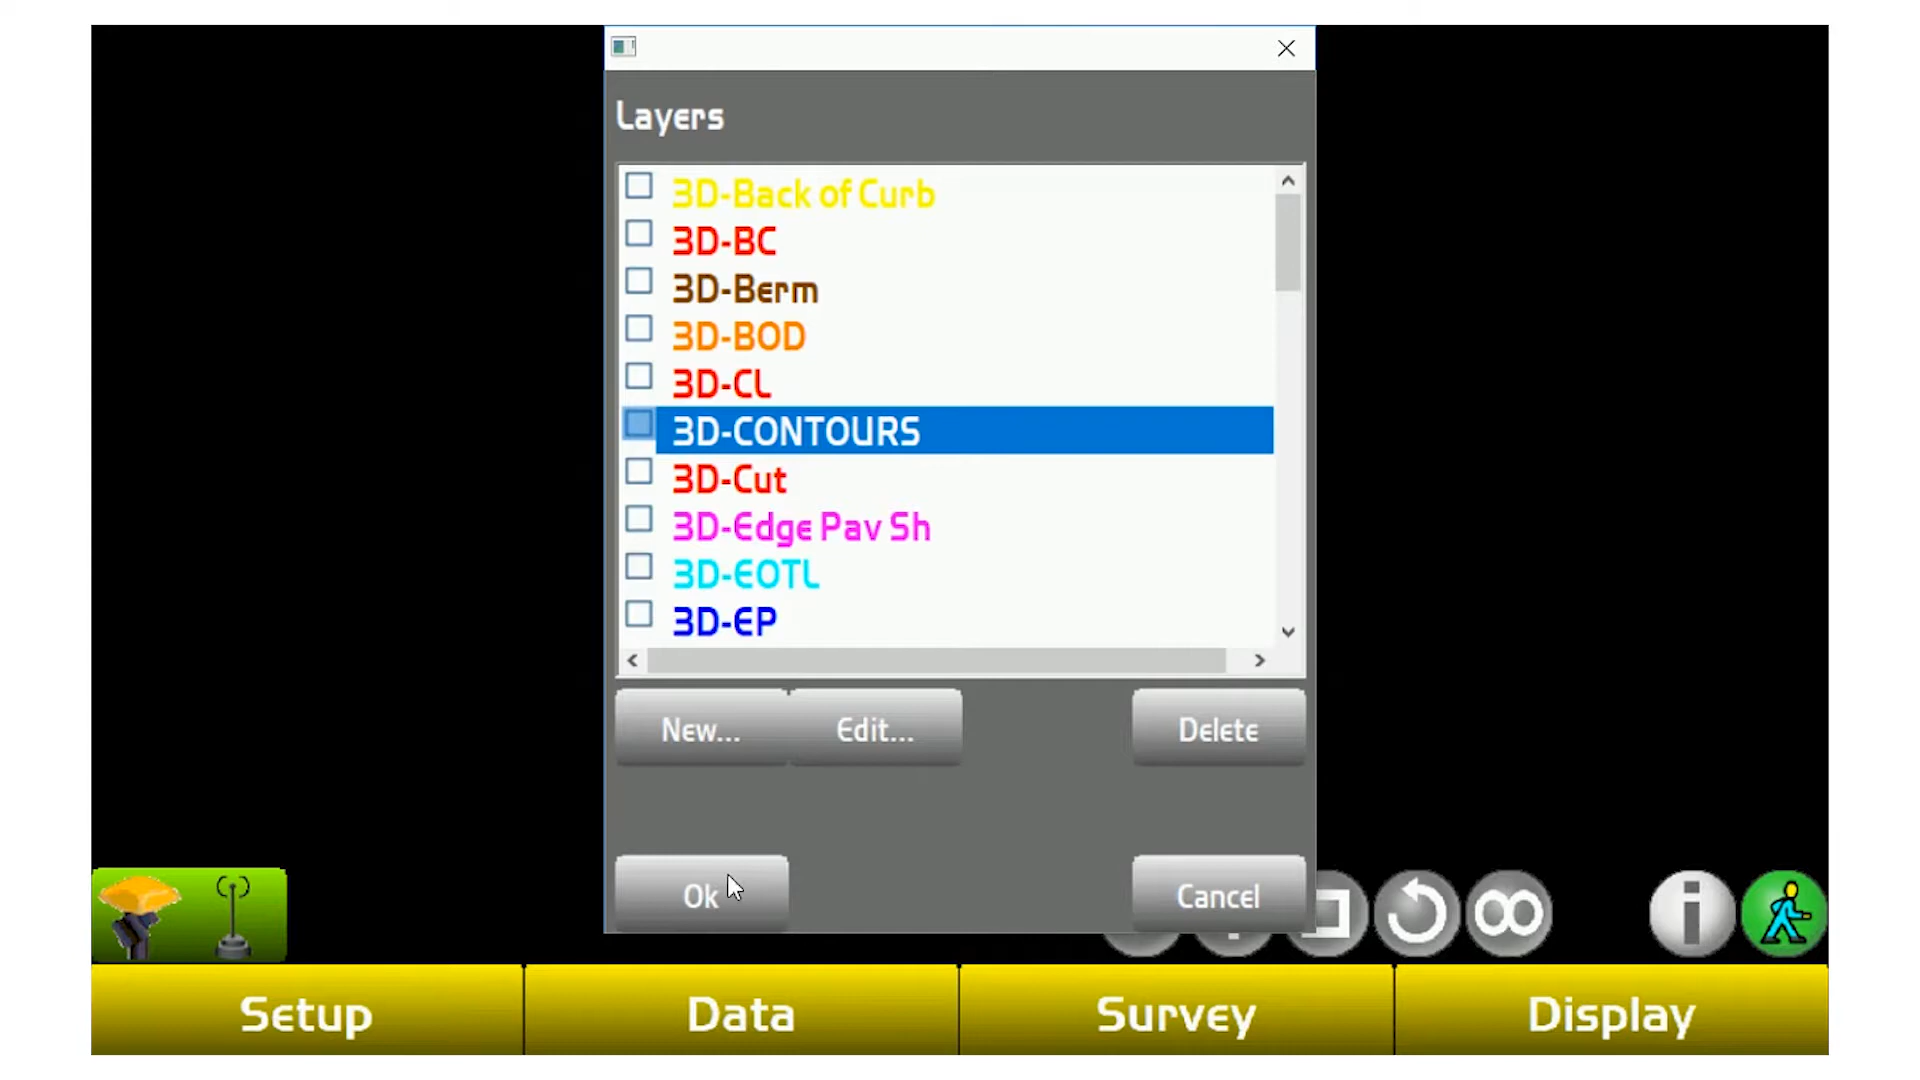 Layers
3D-Back of Curb
3D-BC
3D-Berm
3D-BOD
3D-CL
3D-CONTOURS
3D-Cut
3D-Edge Pav Sh
3D-EOTL
3D-EP
New... Edit... Delete
Ok Cancel
Setup Data Survey Display